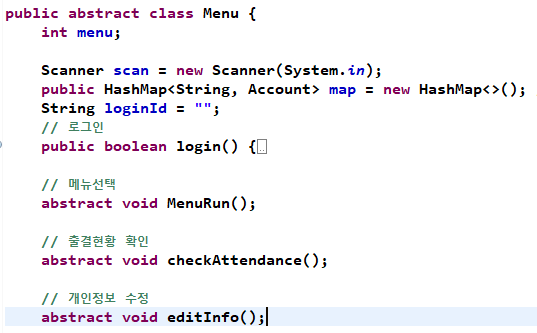 public abstract class Menu {
int menu;
Scanner scan = new Scanner(System.in);
public HashMap<String, Account> map = new HashMap<>();
String loginId = "";
// 로그인
public boolean login() {
// 메뉴선택
abstract void MenuRun();
// 출결현황 확인
abstract void checkAttendance();
// 개인정보 수정
abstract void editInfo();